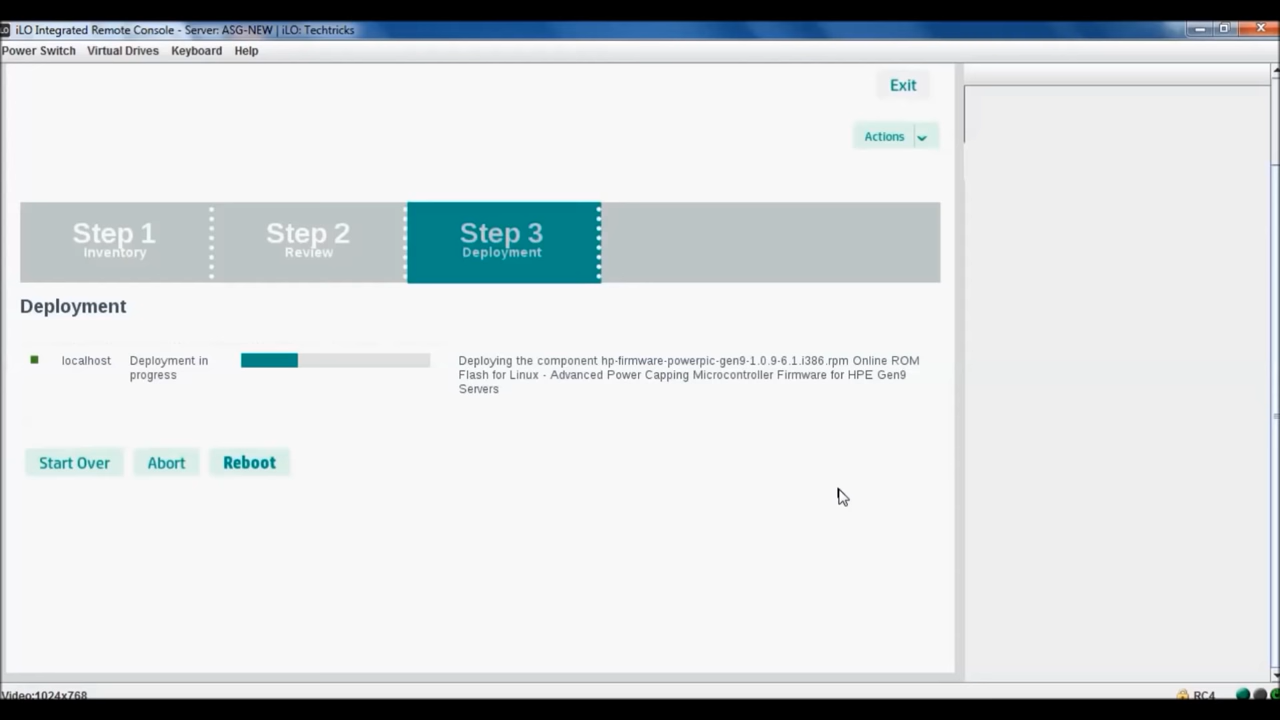 iLO Integrated Remote Console - Server: ASG-NEW | iLO: Techtricks
Power Switch Virtual Drives Keyboard Help
Exit
Actions
Step 1 Step 2 Step 3
Inventory Review Deployment
Deployment
localhost Deployment in progress
Deploying the component hp-firmware-powerpic-gen9-1.0.9-6.1.i386.rpm Online ROM
Flash for Linux - Advanced Power Capping Microcontroller Firmware for HPE Gen9
Servers
Start Over Abort Reboot
Video:1024x768 RC4